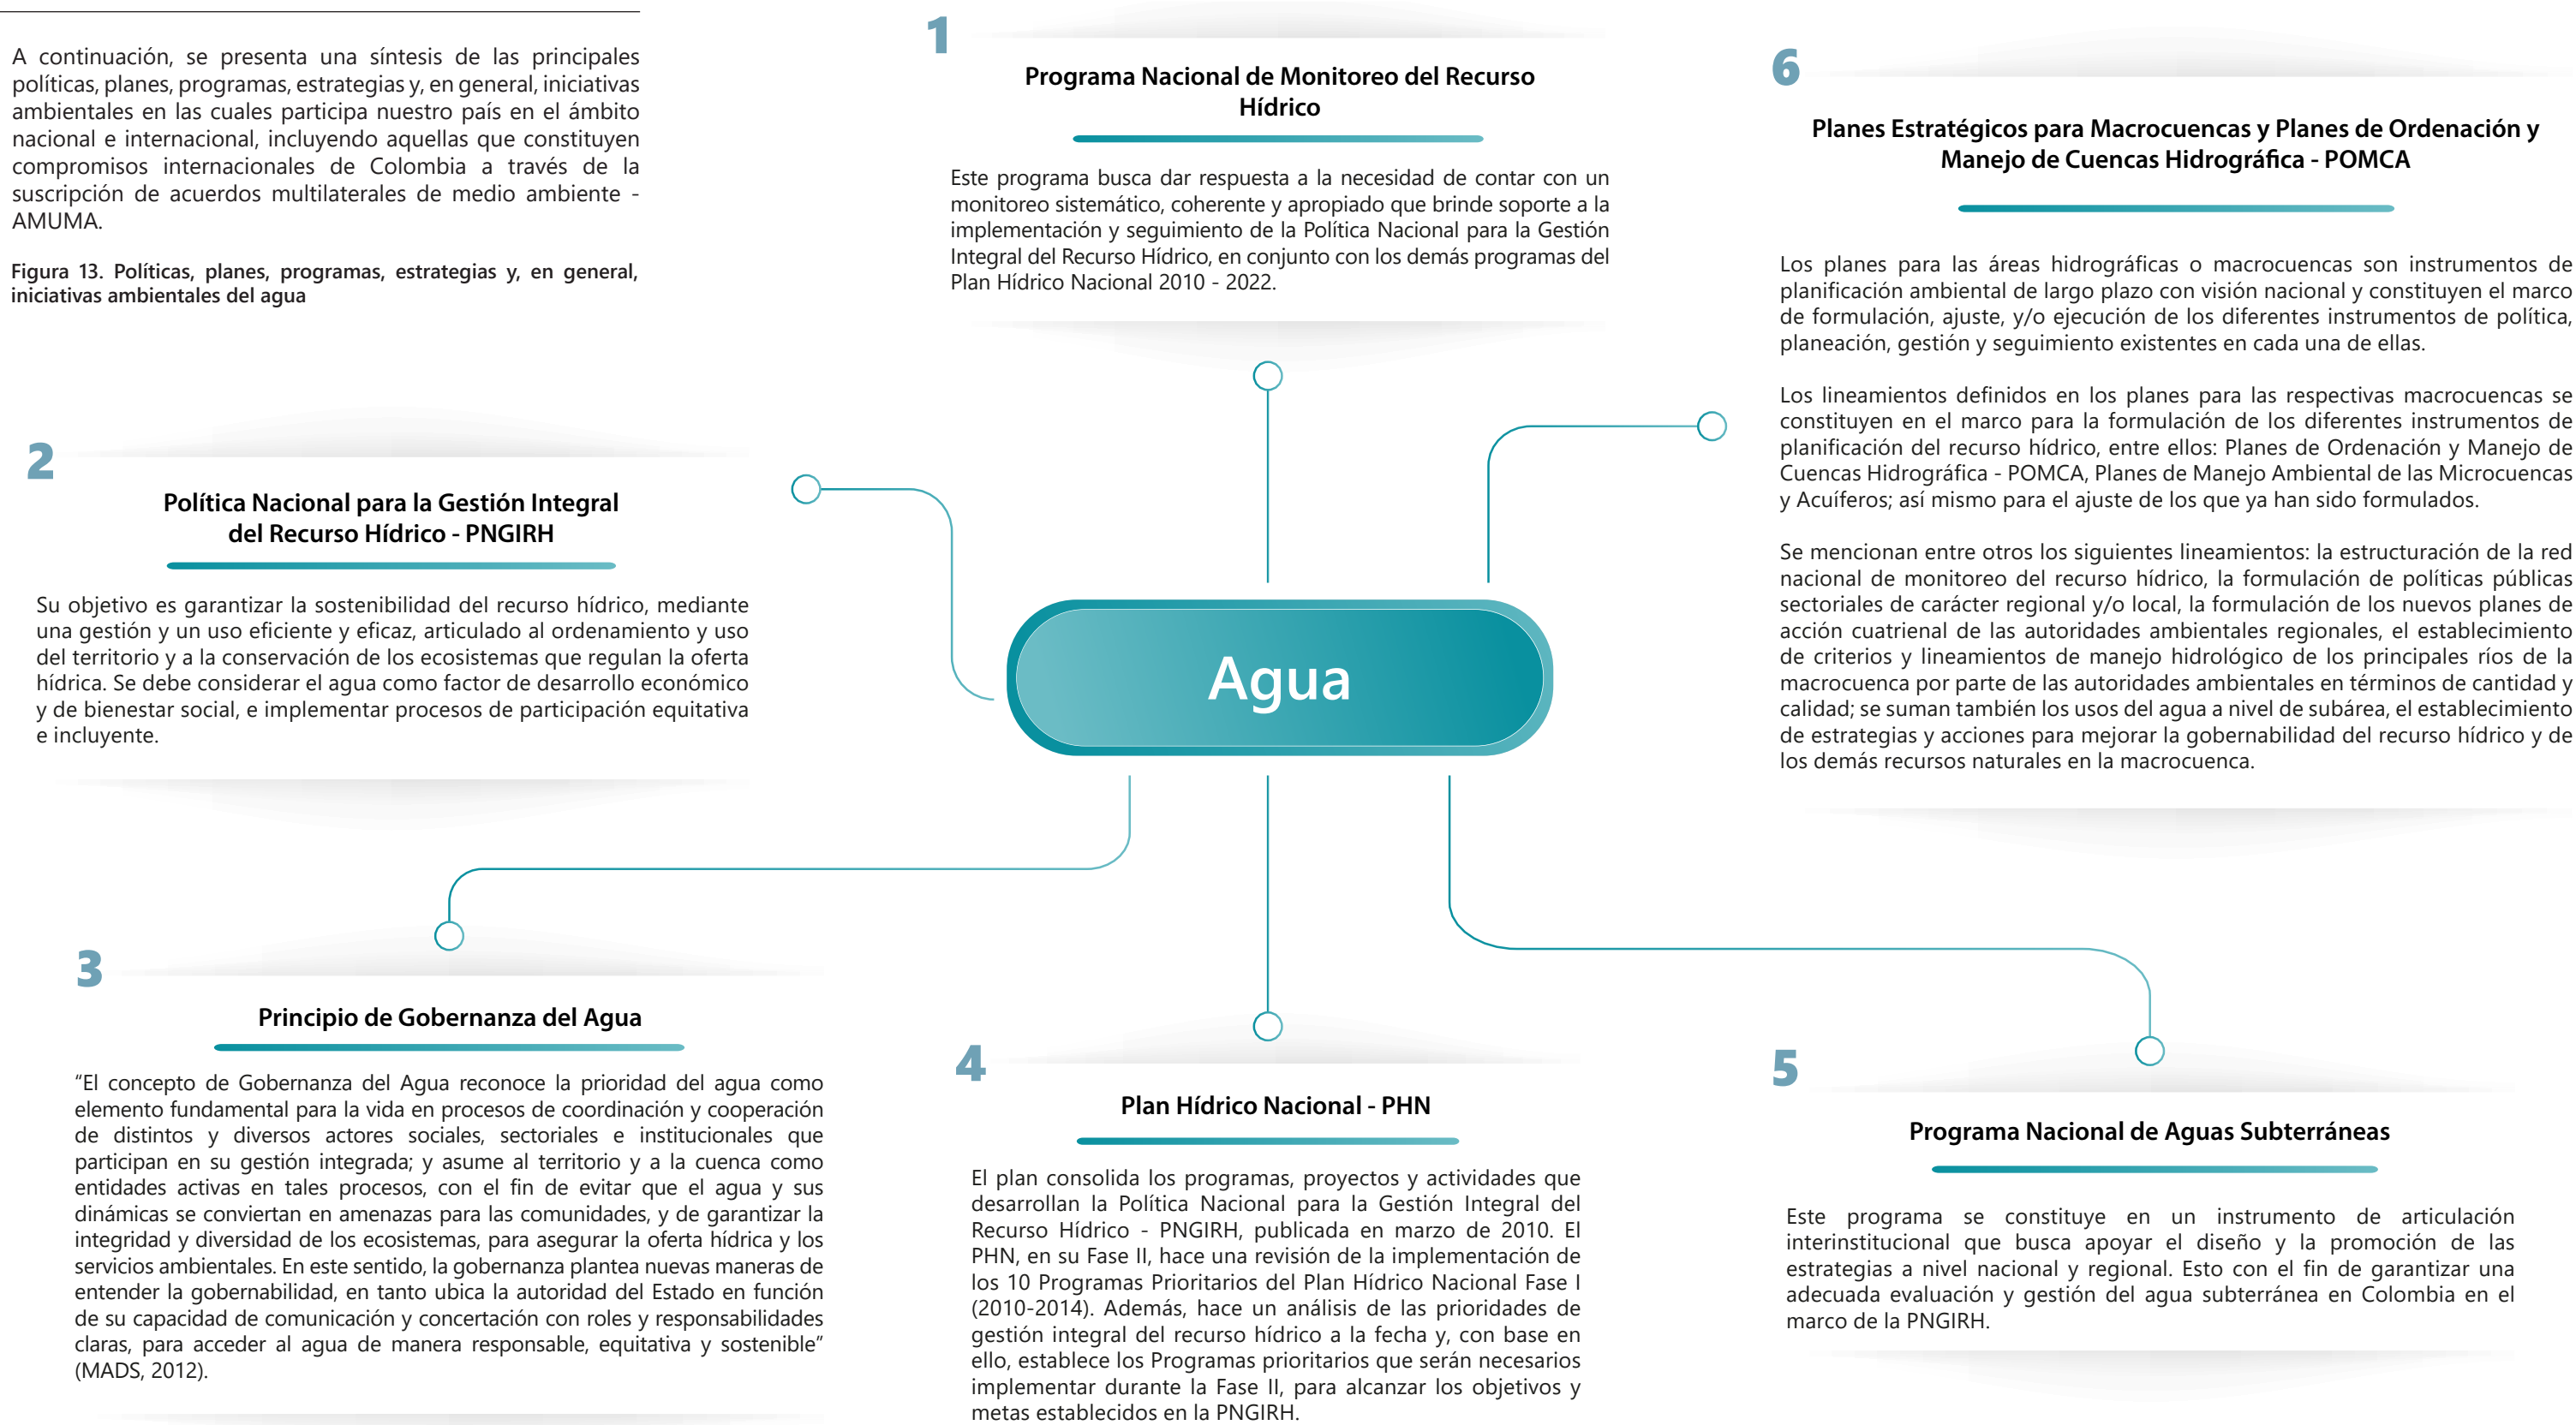 A continuación, se presenta una síntesis de las principales
políticas, planes, programas, estrategias y, en general, iniciativas
ambientales en las cuales participa nuestro país en el ámbito
nacional e internacional, incluyendo aquellas que constituyen
compromisos internacionales de Colombia a través de la
suscripción de acuerdos multilaterales de medio ambiente -
AMUMA.
Figura 13. Políticas, planes, programas, estrategias y, en general,
iniciativas ambientales del agua
1
Programa Nacional de Monitoreo del Recurso
Hídrico
Este programa busca dar respuesta a la necesidad de contar con un
monitoreo sistemático, coherente y apropiado que brinde soporte a la
implementación y seguimiento de la Política Nacional para la Gestión
Integral del Recurso Hídrico, en conjunto con los demás programas del
Plan Hídrico Nacional 2010 - 2022.
2
Política Nacional para la Gestión Integral
del Recurso Hídrico - PNGIRH
Su objetivo es garantizar la sostenibilidad del recurso hídrico, mediante
una gestión y un uso eficiente y eficaz, articulado al ordenamiento y uso
del territorio y a la conservación de los ecosistemas que regulan la oferta
hídrica. Se debe considerar el agua como factor de desarrollo económico
y de bienestar social, e implementar procesos de participación equitativa
e incluyente.
Agua
3
Principio de Gobernanza del Agua
“El concepto de Gobernanza del Agua reconoce la prioridad del agua como
elemento fundamental para la vida en procesos de coordinación y cooperación
de distintos y diversos actores sociales, sectoriales e institucionales que
participan en su gestión integrada; y asume al territorio y a la cuenca como
entidades activas en tales procesos, con el fin de evitar que el agua y sus
dinámicas se conviertan en amenazas para las comunidades, y de garantizar la
integridad y diversidad de los ecosistemas, para asegurar la oferta hídrica y los
servicios ambientales. En este sentido, la gobernanza plantea nuevas maneras de
entender la gobernabilidad, en tanto ubica la autoridad del Estado en función
de su capacidad de comunicación y concertación con roles y responsabilidades
claras, para acceder al agua de manera responsable, equitativa y sostenible”
(MADS, 2012).
4
Plan Hídrico Nacional - PHN
El plan consolida los programas, proyectos y actividades que
desarrollan la Política Nacional para la Gestión Integral del
Recurso Hídrico - PNGIRH, publicada en marzo de 2010. El
PHN, en su Fase II, hace una revisión de la implementación de
los 10 Programas Prioritarios del Plan Hídrico Nacional Fase I
(2010-2014). Además, hace un análisis de las prioridades de
gestión integral del recurso hídrico a la fecha y, con base en
ello, establece los Programas prioritarios que serán necesarios
implementar durante la Fase II, para alcanzar los objetivos y
metas establecidos en la PNGIRH.
5
Programa Nacional de Aguas Subterráneas
Este programa se constituye en un instrumento de articulación
interinstitucional que busca apoyar el diseño y la promoción de las
estrategias a nivel nacional y regional. Esto con el fin de garantizar una
adecuada evaluación y gestión del agua subterránea en Colombia en el
marco de la PNGIRH.
6
Planes Estratégicos para Macrocuencas y Planes de Ordenación y
Manejo de Cuencas Hidrográfica - POMCA
Los planes para las áreas hidrográficas o macrocuencas son instrumentos de
planificación ambiental de largo plazo con visión nacional y constituyen el marco
de formulación, ajuste, y/o ejecución de los diferentes instrumentos de política,
planeación, gestión y seguimiento existentes en cada una de ellas.
Los lineamientos definidos en los planes para las respectivas macrocuencas se
constituyen en el marco para la formulación de los diferentes instrumentos de
planificación del recurso hídrico, entre ellos: Planes de Ordenación y Manejo de
Cuencas Hidrográfica - POMCA, Planes de Manejo Ambiental de las Microcuencas
y Acuíferos; así mismo para el ajuste de los que ya han sido formulados.
Se mencionan entre otros los siguientes lineamientos: la estructuración de la red
nacional de monitoreo del recurso hídrico, la formulación de políticas públicas
sectoriales de carácter regional y/o local, la formulación de los nuevos planes de
acción cuatrienal de las autoridades ambientales regionales, el establecimiento
de criterios y lineamientos de manejo hidrológico de los principales ríos de la
macrocuenca por parte de las autoridades ambientales en términos de cantidad y
calidad; se suman también los usos del agua a nivel de subárea, el establecimiento
de estrategias y acciones para mejorar la gobernabilidad del recurso hídrico y de
los demás recursos naturales en la macrocuenca.